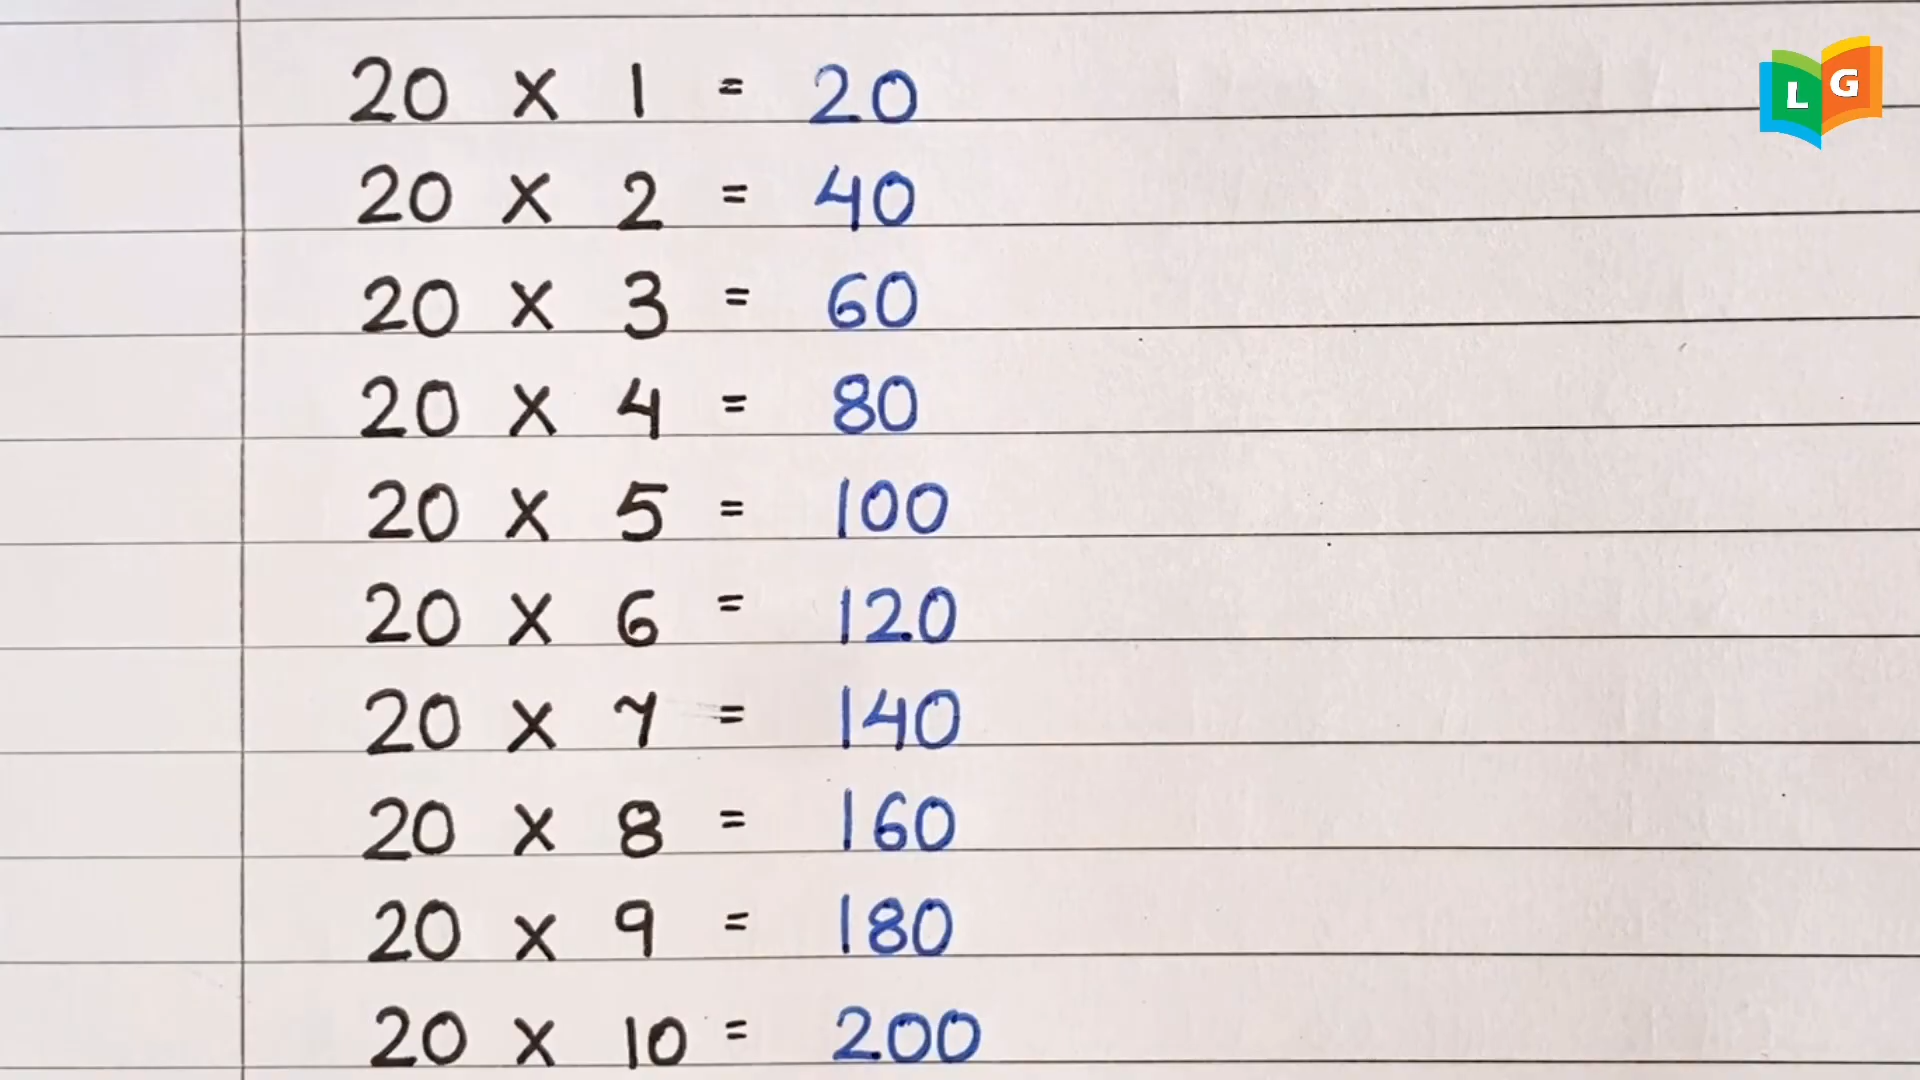 20 X 1 = 20
20 X 2 = 40
20 X 3 = 60
20 X 4 = 80
20 X 5 = 100
20 X 6 = 120
20 X 7 = 140
20 X 8 = 160
20 X 9 = 180
20 X 10 = 200
LG